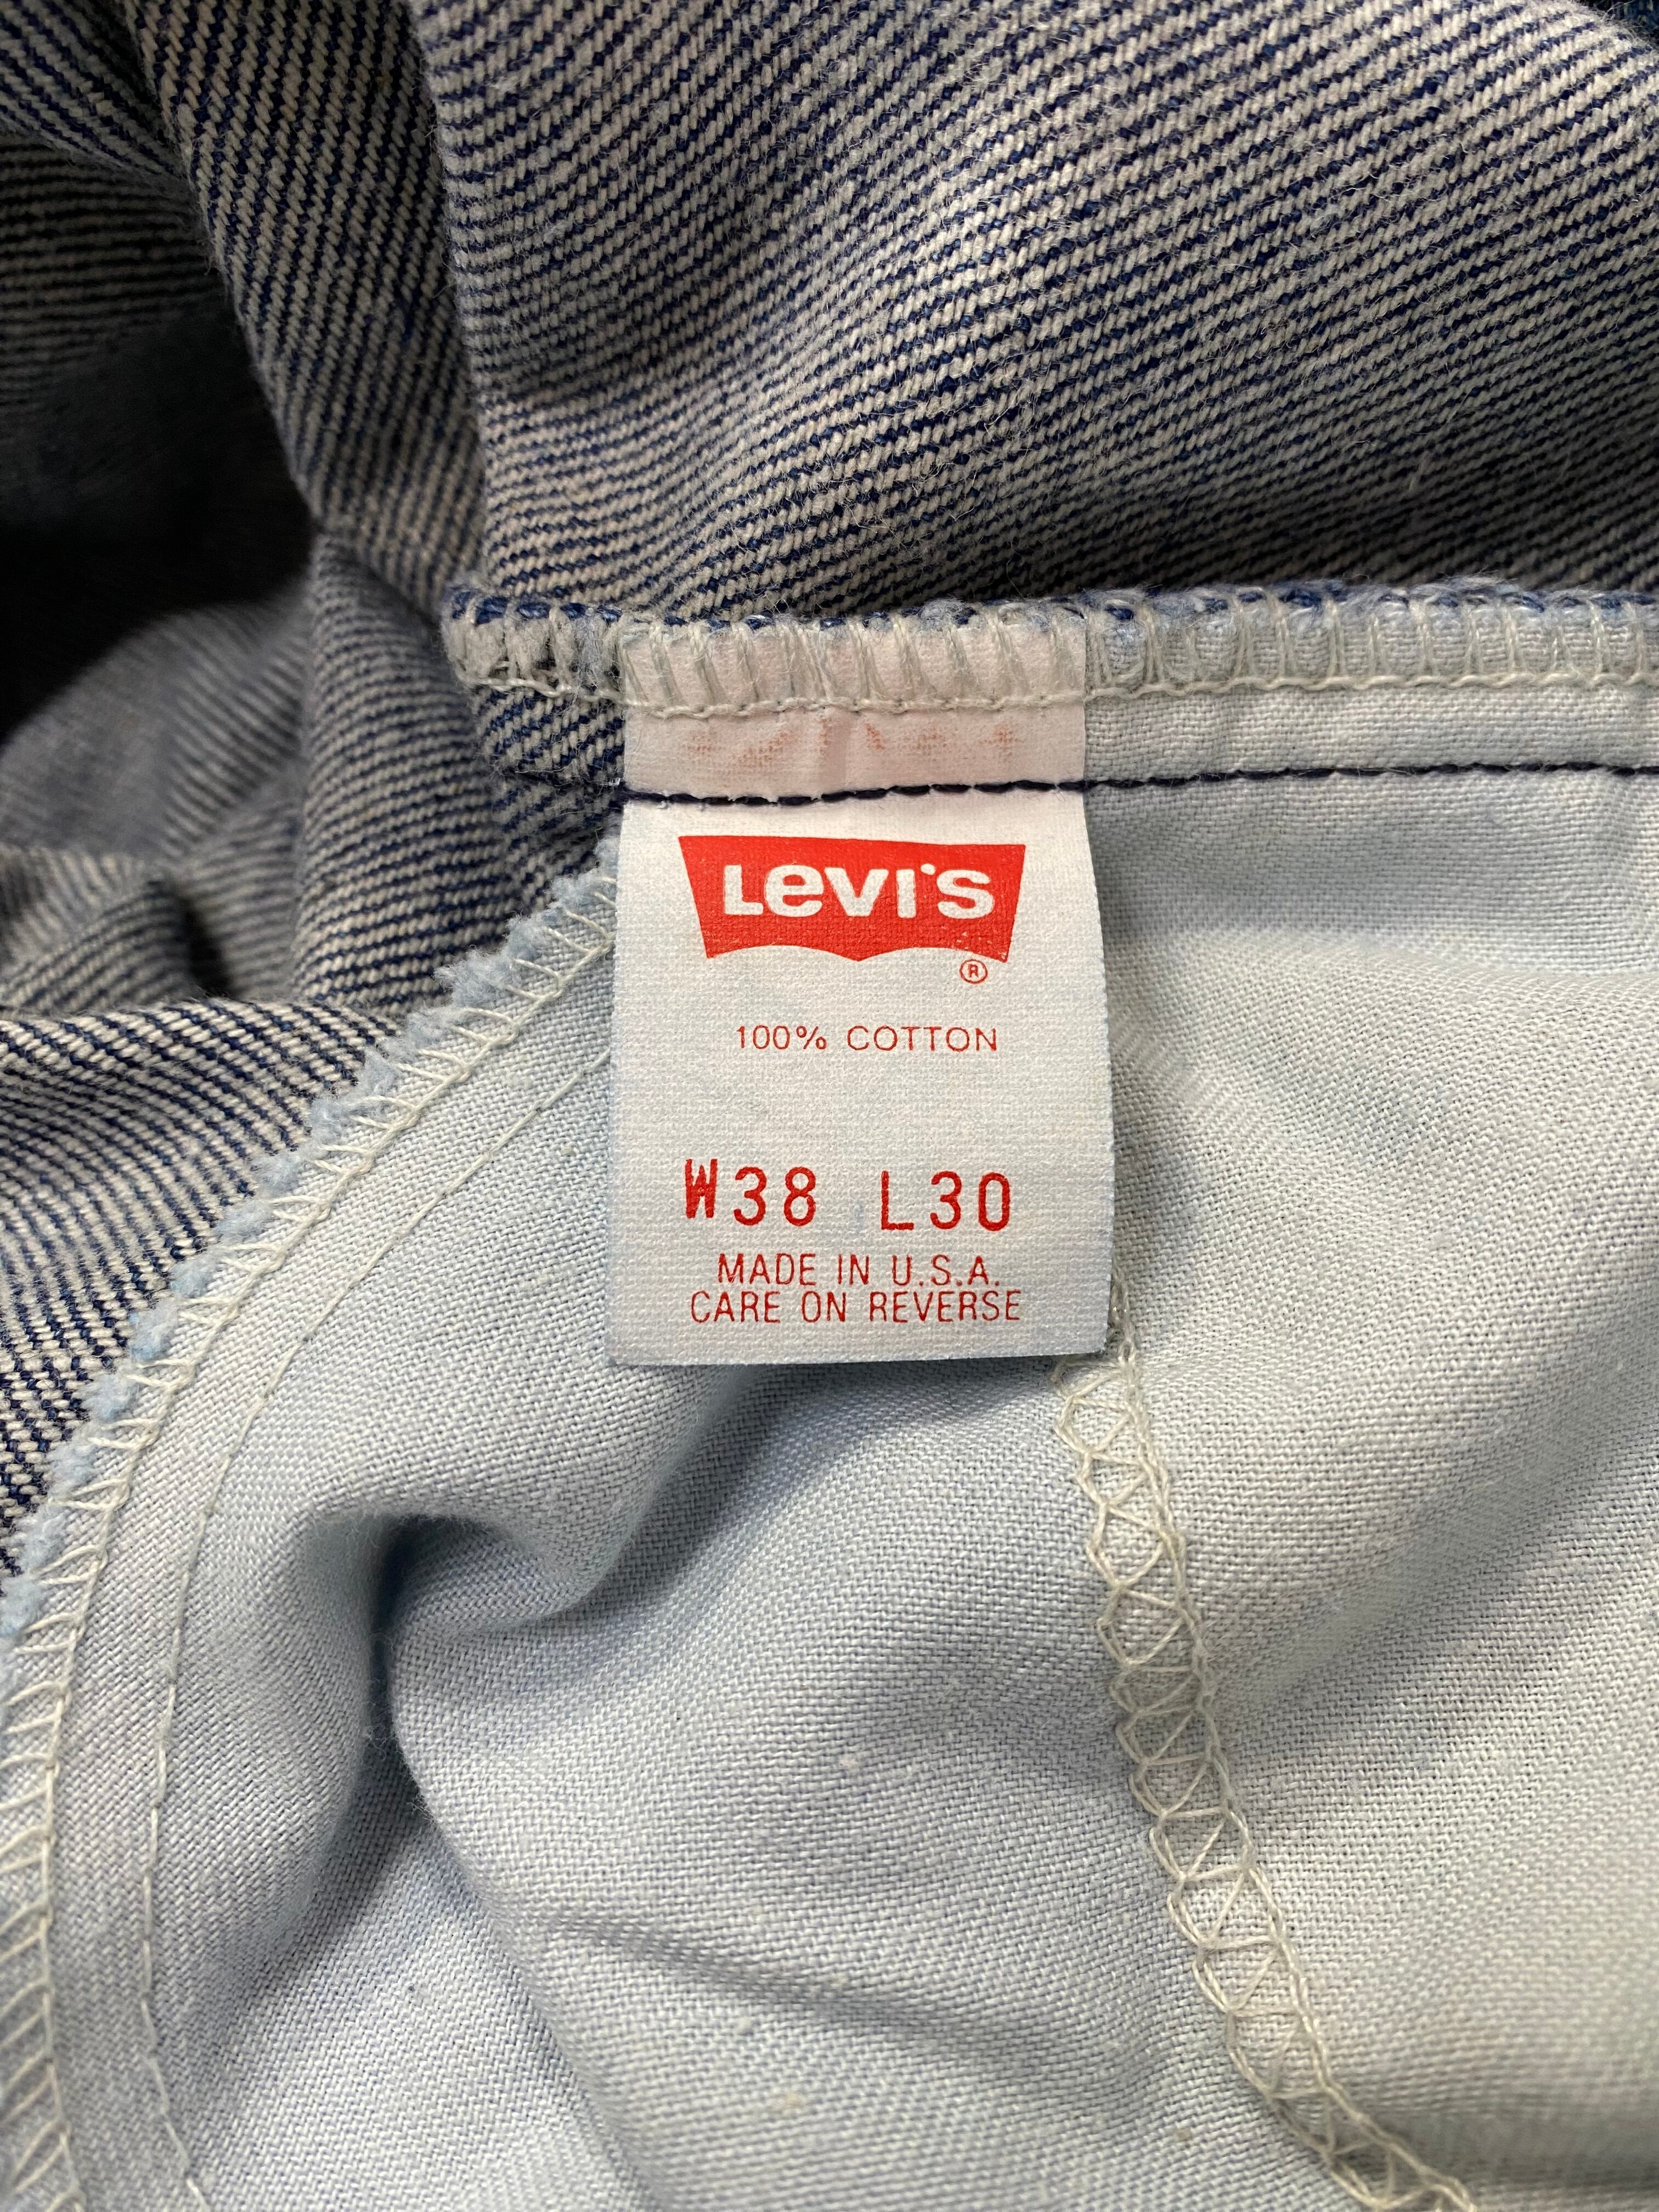 Levi's
®
100% COTTON
W38 L30
MADE IN U.S.A.
CARE ON REVERSE